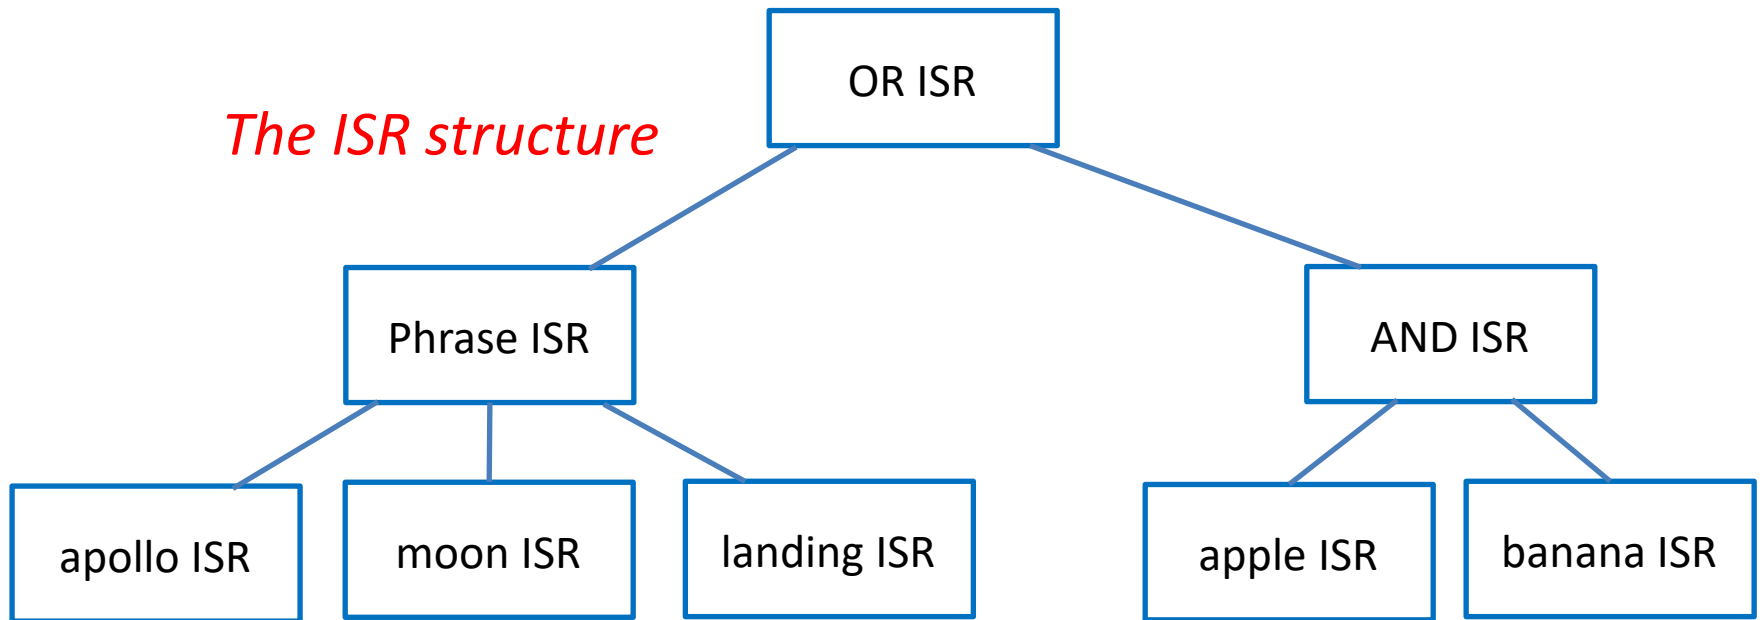 OR ISR
The ISR structure
Phrase ISR
AND ISR
apollo ISR
moon ISR
landing ISR
apple ISR
banana ISR